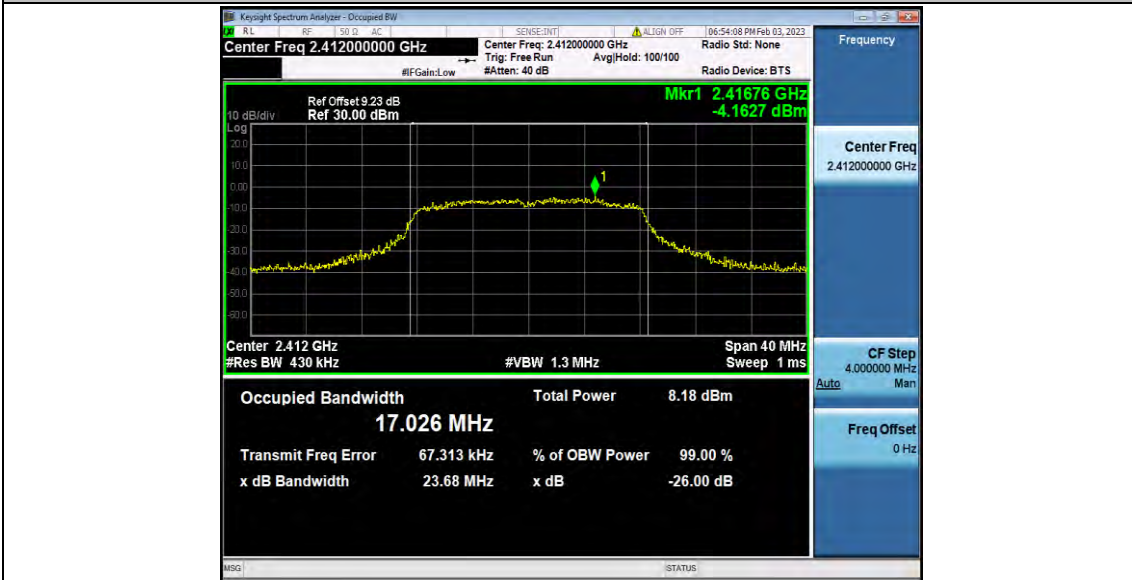 Keysight Spectrum Analyzer - Occupied BW
RL RF 50 Ω AC SENSE:INT ALIGN OFF 06:54:08 PM Feb 03, 2023
Center Freq 2.412000000 GHz
Center Freq: 2.412000000 GHz
Radio Std: None
Trig: Free Run Avg|Hold: 100/100
#IFGain:Low
#Atten: 40 dB
Radio Device: BTS
Frequency
Mkr1 2.41676 GHz
-4.1627 dBm
Ref Offset 9.23 dB
10 dB/div Ref 30.00 dBm
Log
20.0
10.0
0.00
-10.0
-20.0
-30.0
-40.0
-50.0
-60.0
1
Center 2.412 GHz
Span 40 MHz
#Res BW 430 kHz
#VBW 1.3 MHz
Sweep 1 ms
Center Freq
2.412000000 GHz
CF Step
4.000000 MHz
Auto Man
Freq Offset
0 Hz
Occupied Bandwidth
17.026 MHz
Total Power 8.18 dBm
Transmit Freq Error 67.313 kHz
% of OBW Power 99.00 %
x dB Bandwidth 23.68 MHz
x dB -26.00 dB
MSG
STATUS